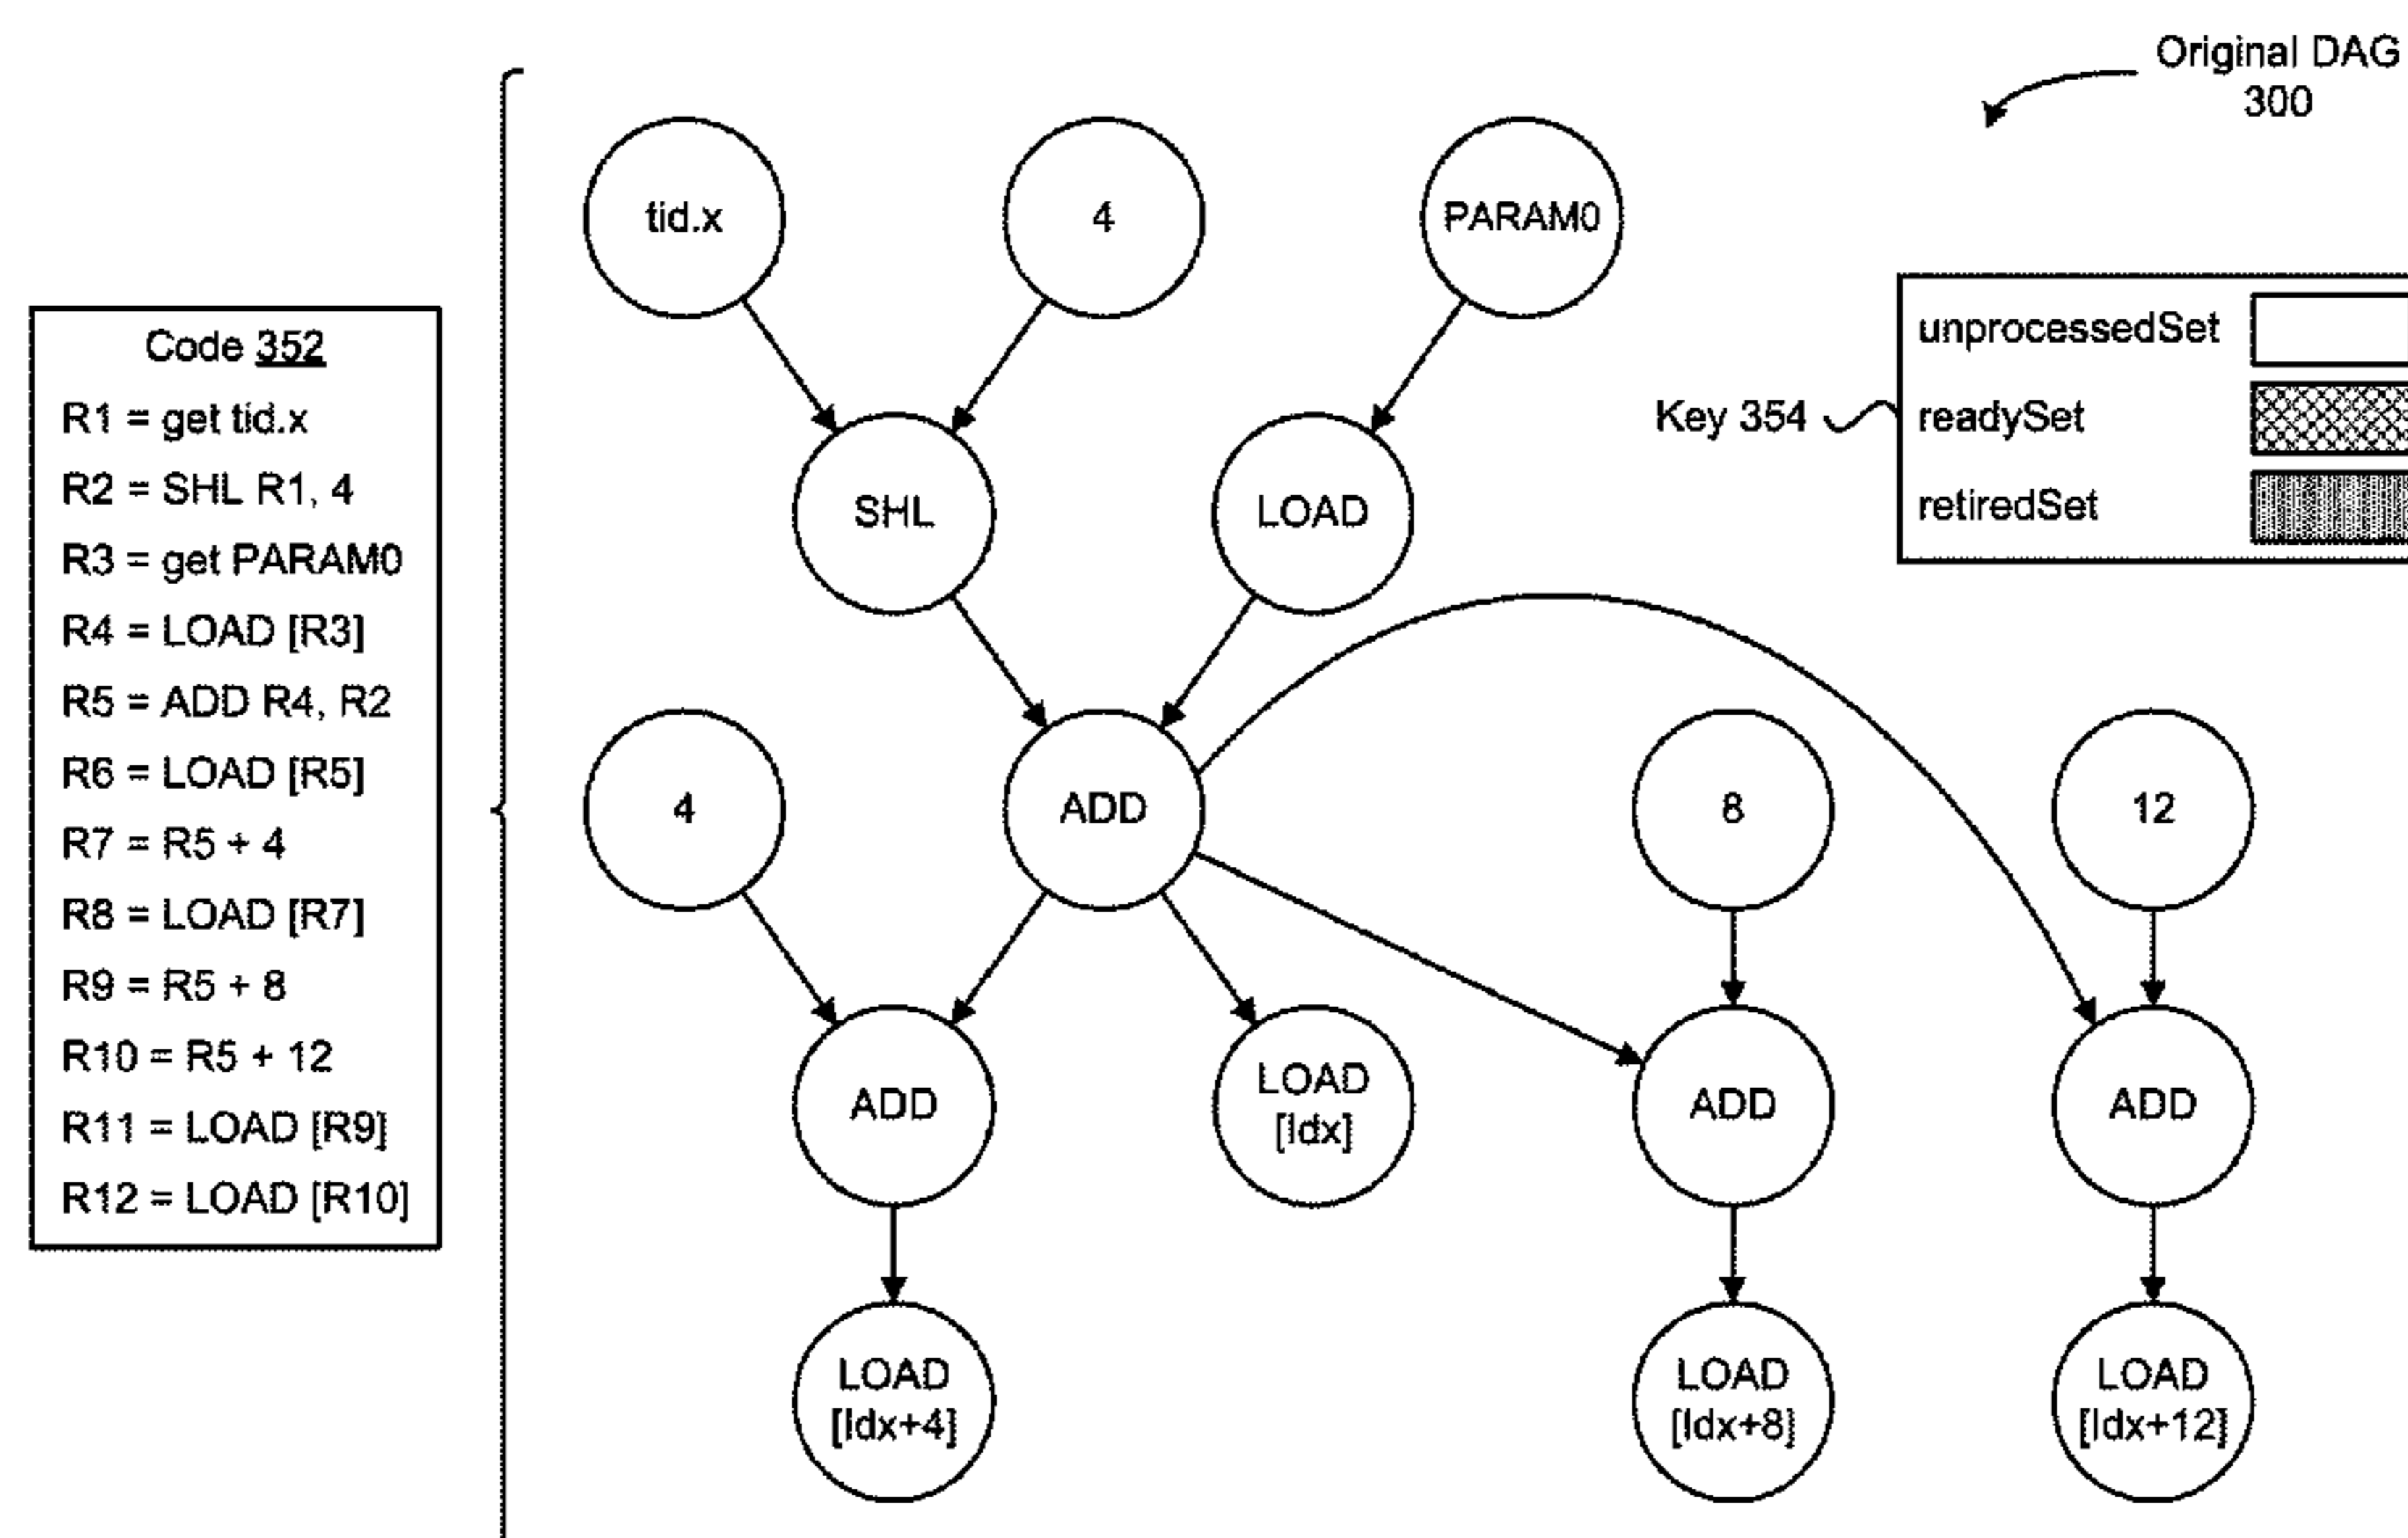 Original DAG
300
tid.x
4
PARAM0
Code 352
R1 = get tid.x
R2 = SHL R1, 4
R3 = get PARAM0
R4 = LOAD [R3]
R5 = ADD R4, R2
R6 = LOAD [R5]
R7 = R5 + 4
R8 = LOAD [R7]
R9 = R5 + 8
R10 = R5 + 12
R11 = LOAD [R9]
R12 = LOAD [R10]
Key 354
unprocessedSet
readySet
retiredSet
SHL
LOAD
4
ADD
8
12
ADD
LOAD
[Idx]
ADD
ADD
LOAD
[Idx+4]
LOAD
[Idx+8]
LOAD
[Idx+12]